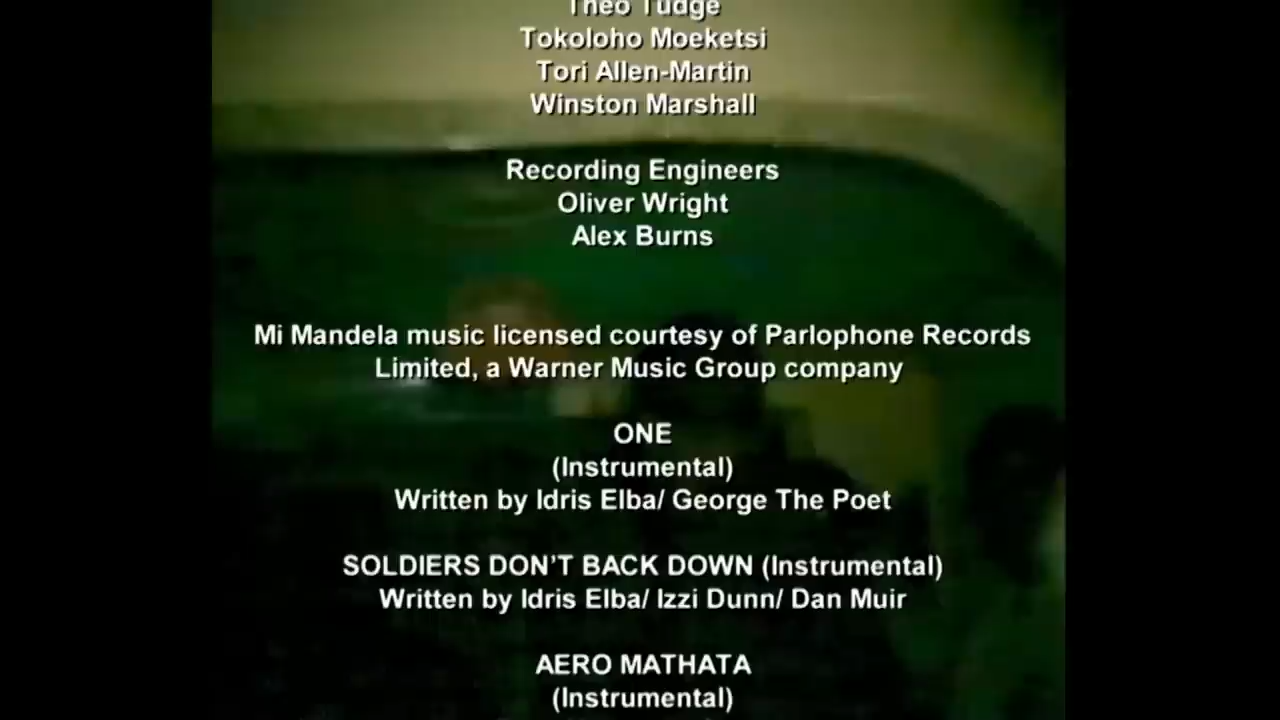 Theo Tudge
Tokoloho Moeketsi
Tori Allen-Martin
Winston Marshall
Recording Engineers
Oliver Wright
Alex Burns
Mi Mandela music licensed courtesy of Parlophone Records
Limited, a Warner Music Group company
ONE
(Instrumental)
Written by Idris Elba/ George The Poet
SOLDIERS DON'T BACK DOWN (Instrumental)
Written by Idris Elba/ Izzi Dunn/ Dan Muir
AERO MATHATA
(Instrumental)